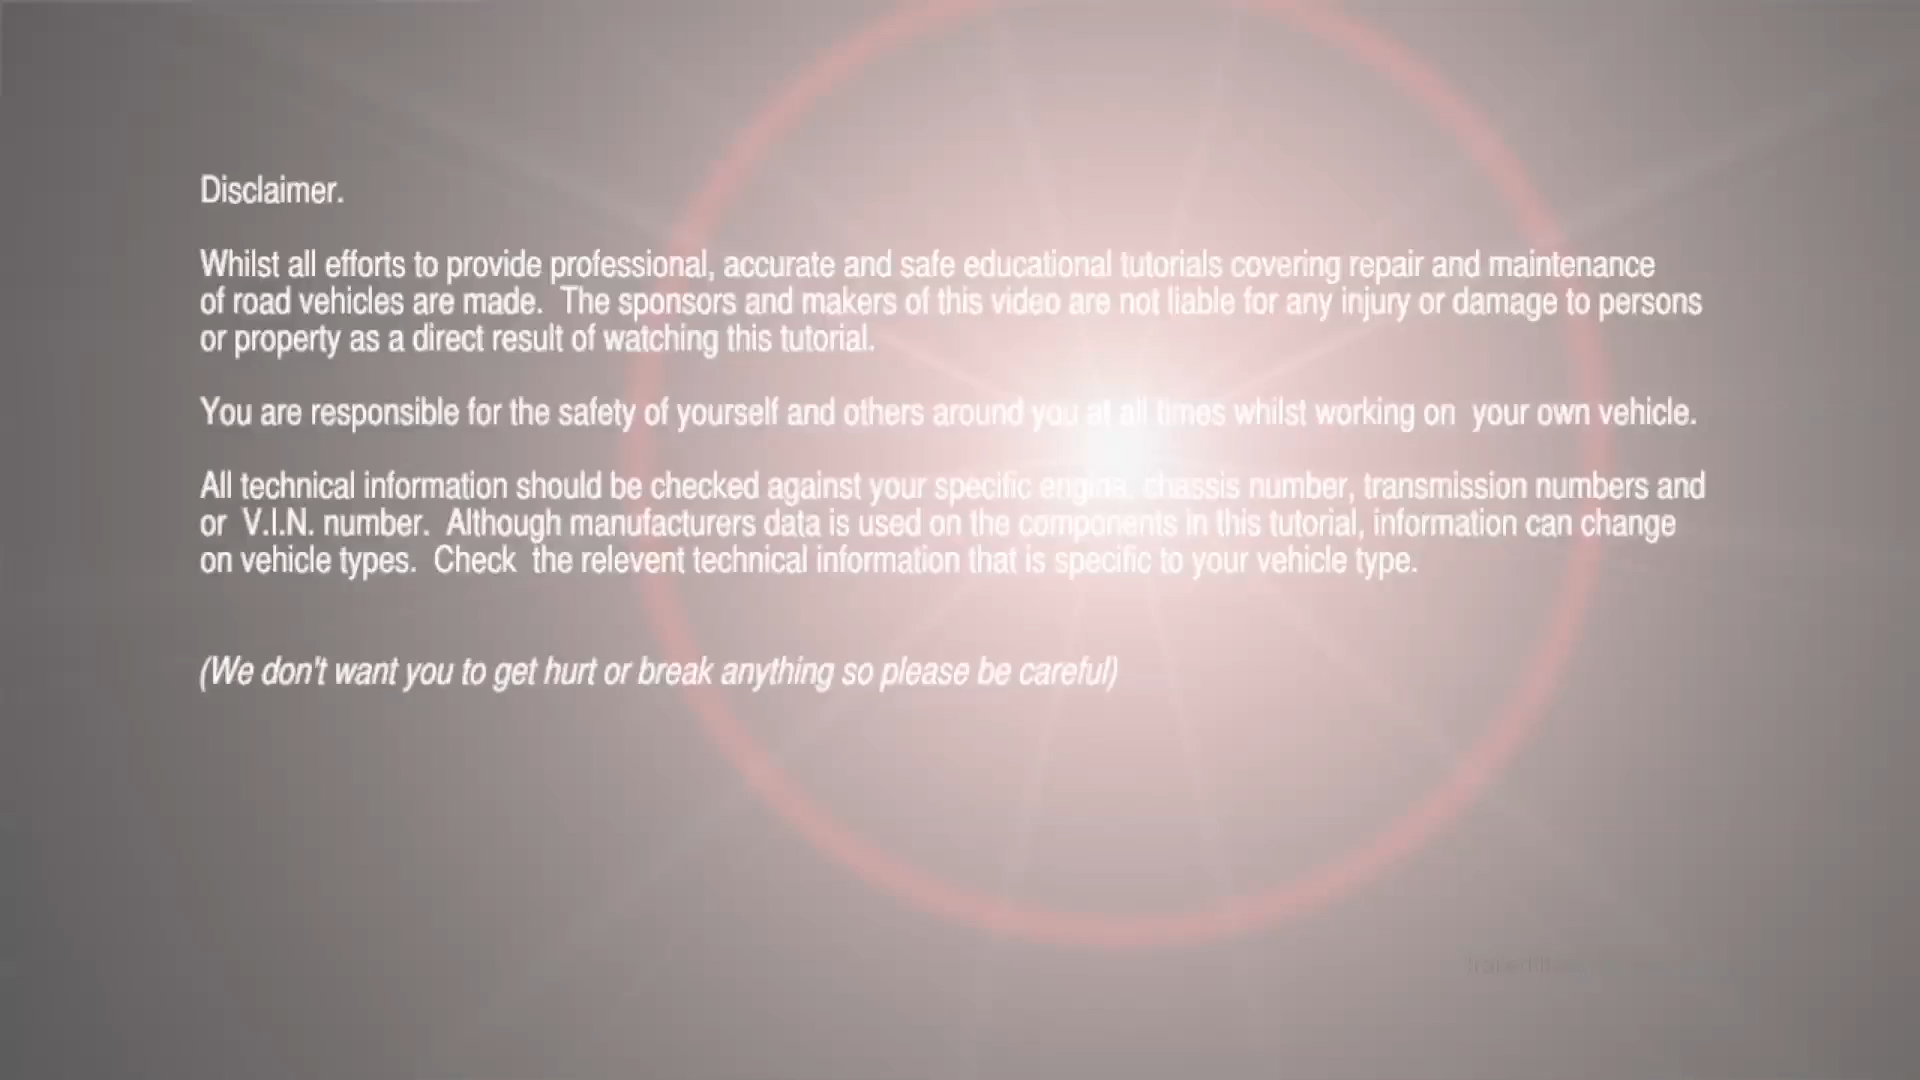 Disclaimer.
Whilst all efforts to provide professional, accurate and safe educational tutorials covering repair and maintenance
of road vehicles are made.  The sponsors and makers of this video are not liable for any injury or damage to persons
or property as a direct result of watching this tutorial.
You are responsible for the safety of yourself and others around you at all times whilst working on  your own vehicle.
All technical information should be checked against your specific engine, chassis number, transmission numbers and
or  V.I.N. number.  Although manufacturers data is used on the components in this tutorial, information can change
on vehicle types.  Check  the relevent technical information that is specific to your vehicle type.
(We don't want you to get hurt or break anything so please be careful)